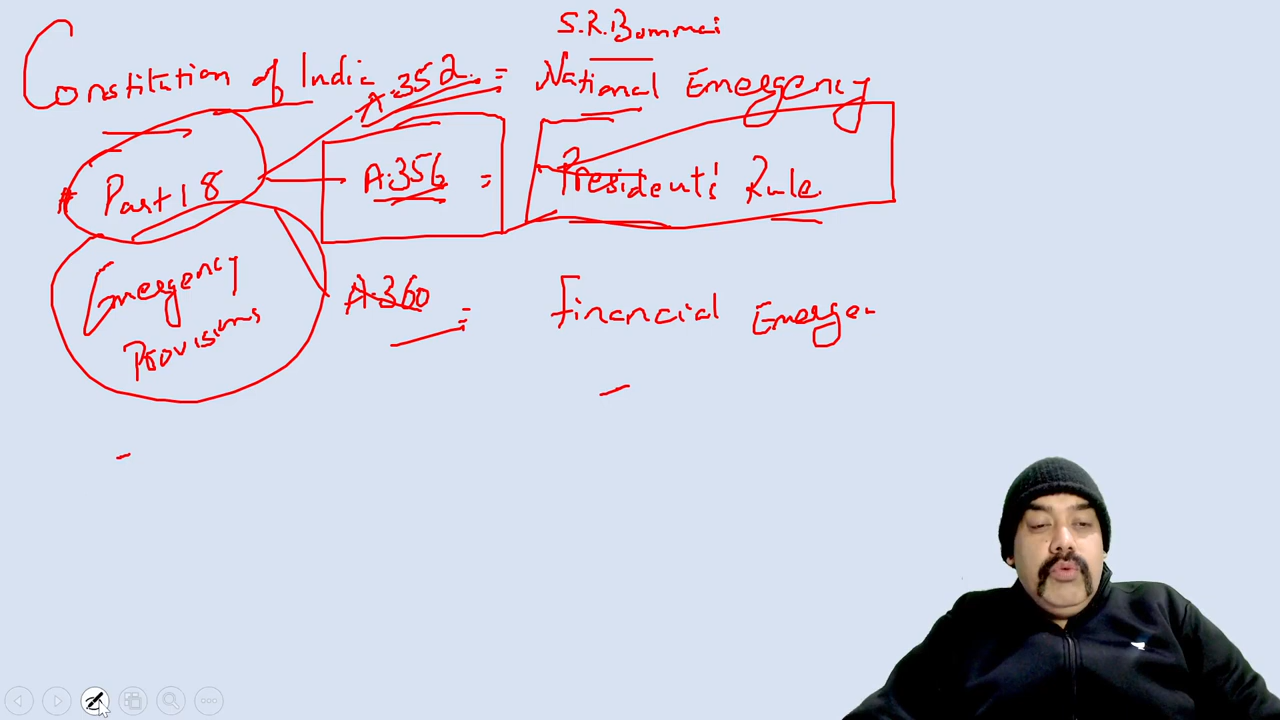 S.R.Bommai
Constitution of India
A.352. = National Emergency
Part 18
A.356 = President's Rule.
Emergency
Provisions
A.360 = Financial Emergen